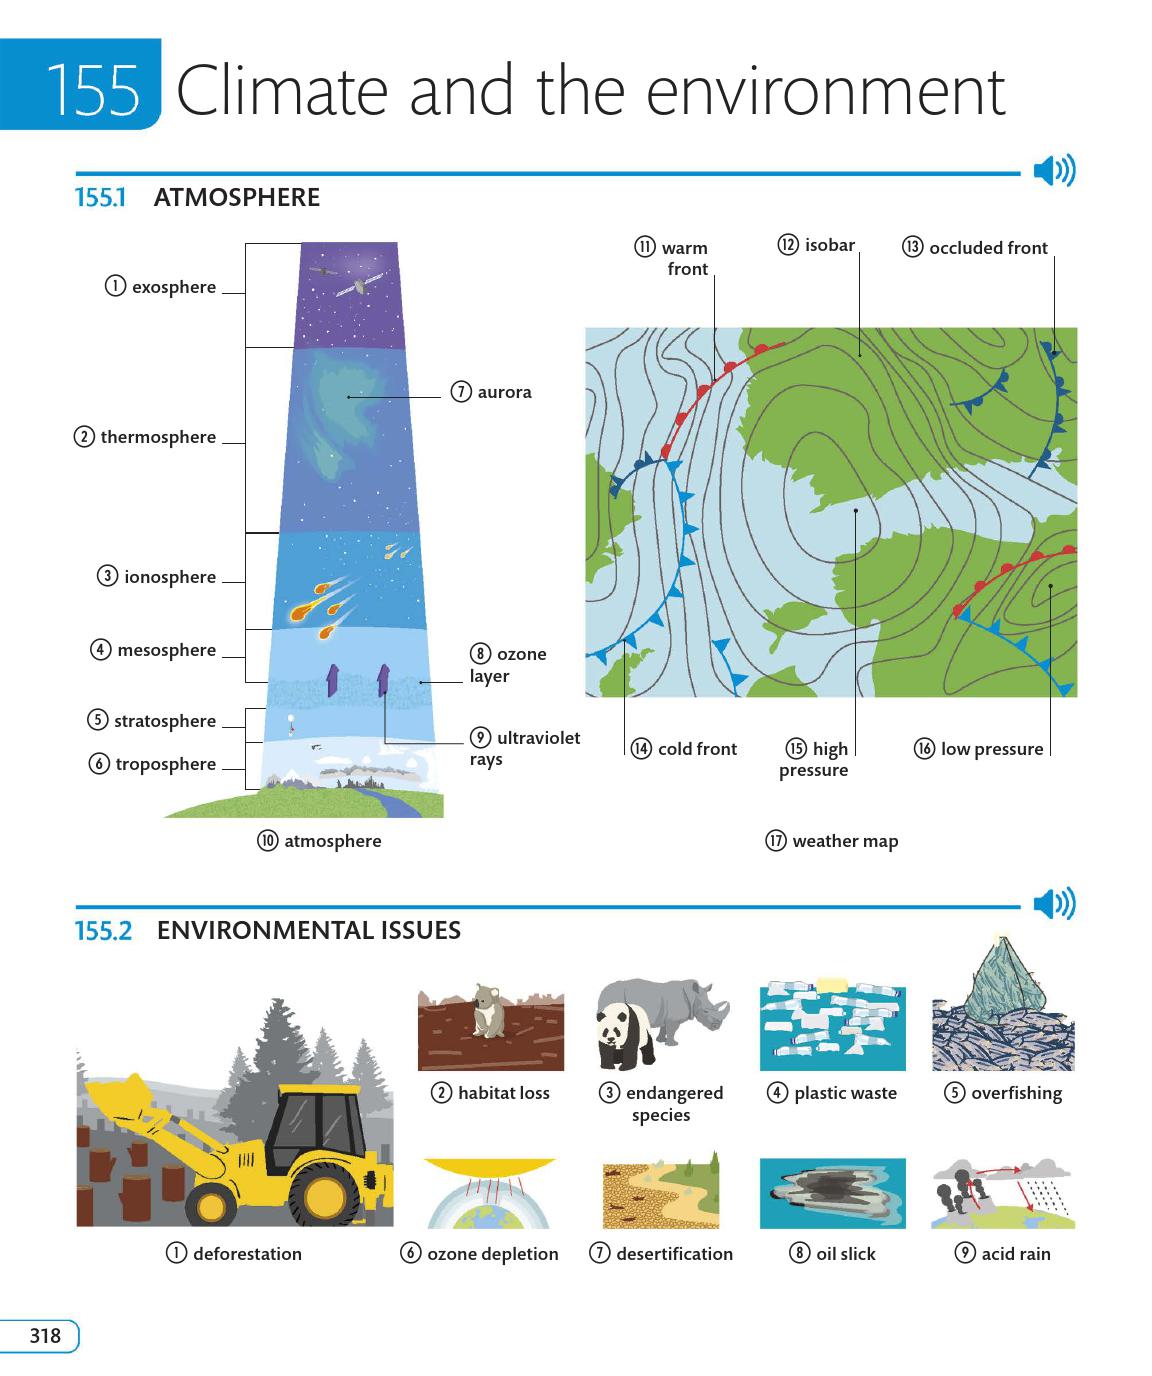 155 Climate and the environment
155.1 ATMOSPHERE
① exosphere
② thermosphere
③ ionosphere
④ mesosphere
⑤ stratosphere
⑥ troposphere
⑦ aurora
⑧ ozone
layer
⑨ ultraviolet
rays
⑩ atmosphere
⑪ warm
front
⑫ isobar
⑬ occluded front
⑭ cold front
⑮ high
pressure
⑯ low pressure
⑰ weather map
155.2 ENVIRONMENTAL ISSUES
① deforestation
② habitat loss
③ endangered
species
④ plastic waste
⑤ overfishing
⑥ ozone depletion
⑦ desertification
⑧ oil slick
⑨ acid rain
318